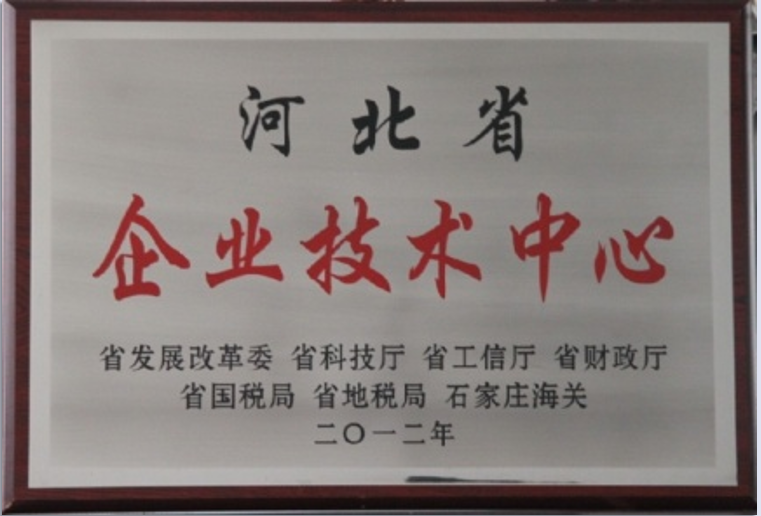 河北省
企业技术中心
省发展改革委 省科技厅 省工信厅 省财政厅
省国税局 省地税局 石家庄海关
二〇一二年